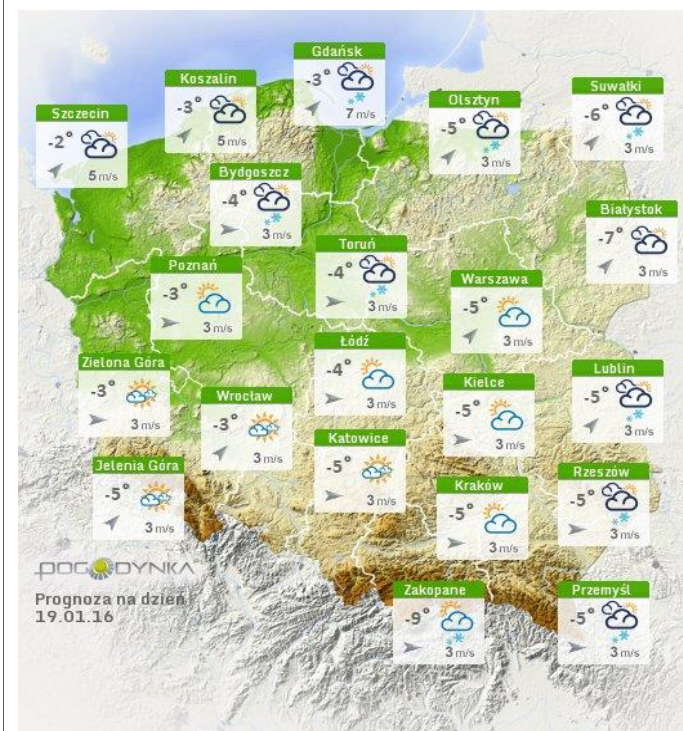 Gdańsk
-3°
7 m/s
Koszalin
-3°
5 m/s
Suwałki
-6°
3 m/s
Olsztyn
-5°
3 m/s
Szczecin
-2°
5 m/s
Bydgoszcz
-4°
3 m/s
Białystok
-7°
3 m/s
Toruń
-4°
3 m/s
Poznań
-3°
3 m/s
Warszawa
-5°
3 m/s
Łódź
-4°
3 m/s
Zielona Góra
-3°
3 m/s
Lublin
-5°
3 m/s
Kielce
-5°
3 m/s
Wrocław
-3°
3 m/s
Katowice
-5°
3 m/s
Jelenia Góra
-5°
3 m/s
Rzeszów
-5°
3 m/s
Kraków
-5°
3 m/s
POGODYNKA
Prognoza na dzień
19.01.16
Zakopane
-9°
3 m/s
Przemyśl
-5°
3 m/s